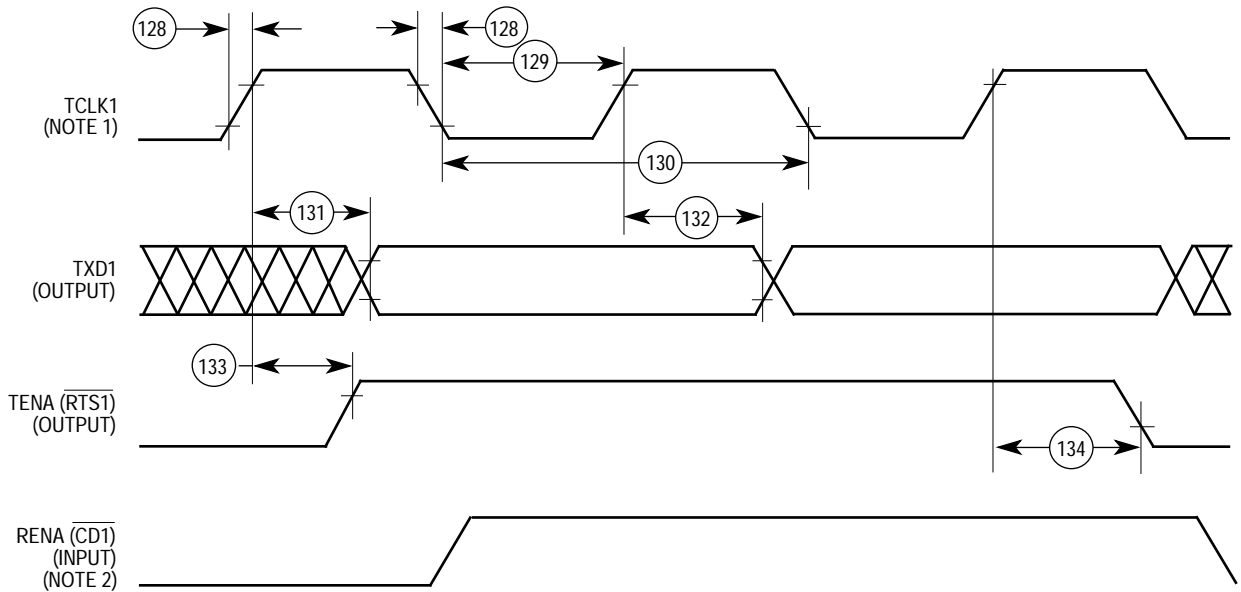 128
128
129
TCLK1
(NOTE 1)
130
131
132
TXD1
(OUTPUT)
133
TENA (RTS1)
(OUTPUT)
134
RENA (CD1)
(INPUT)
(NOTE 2)